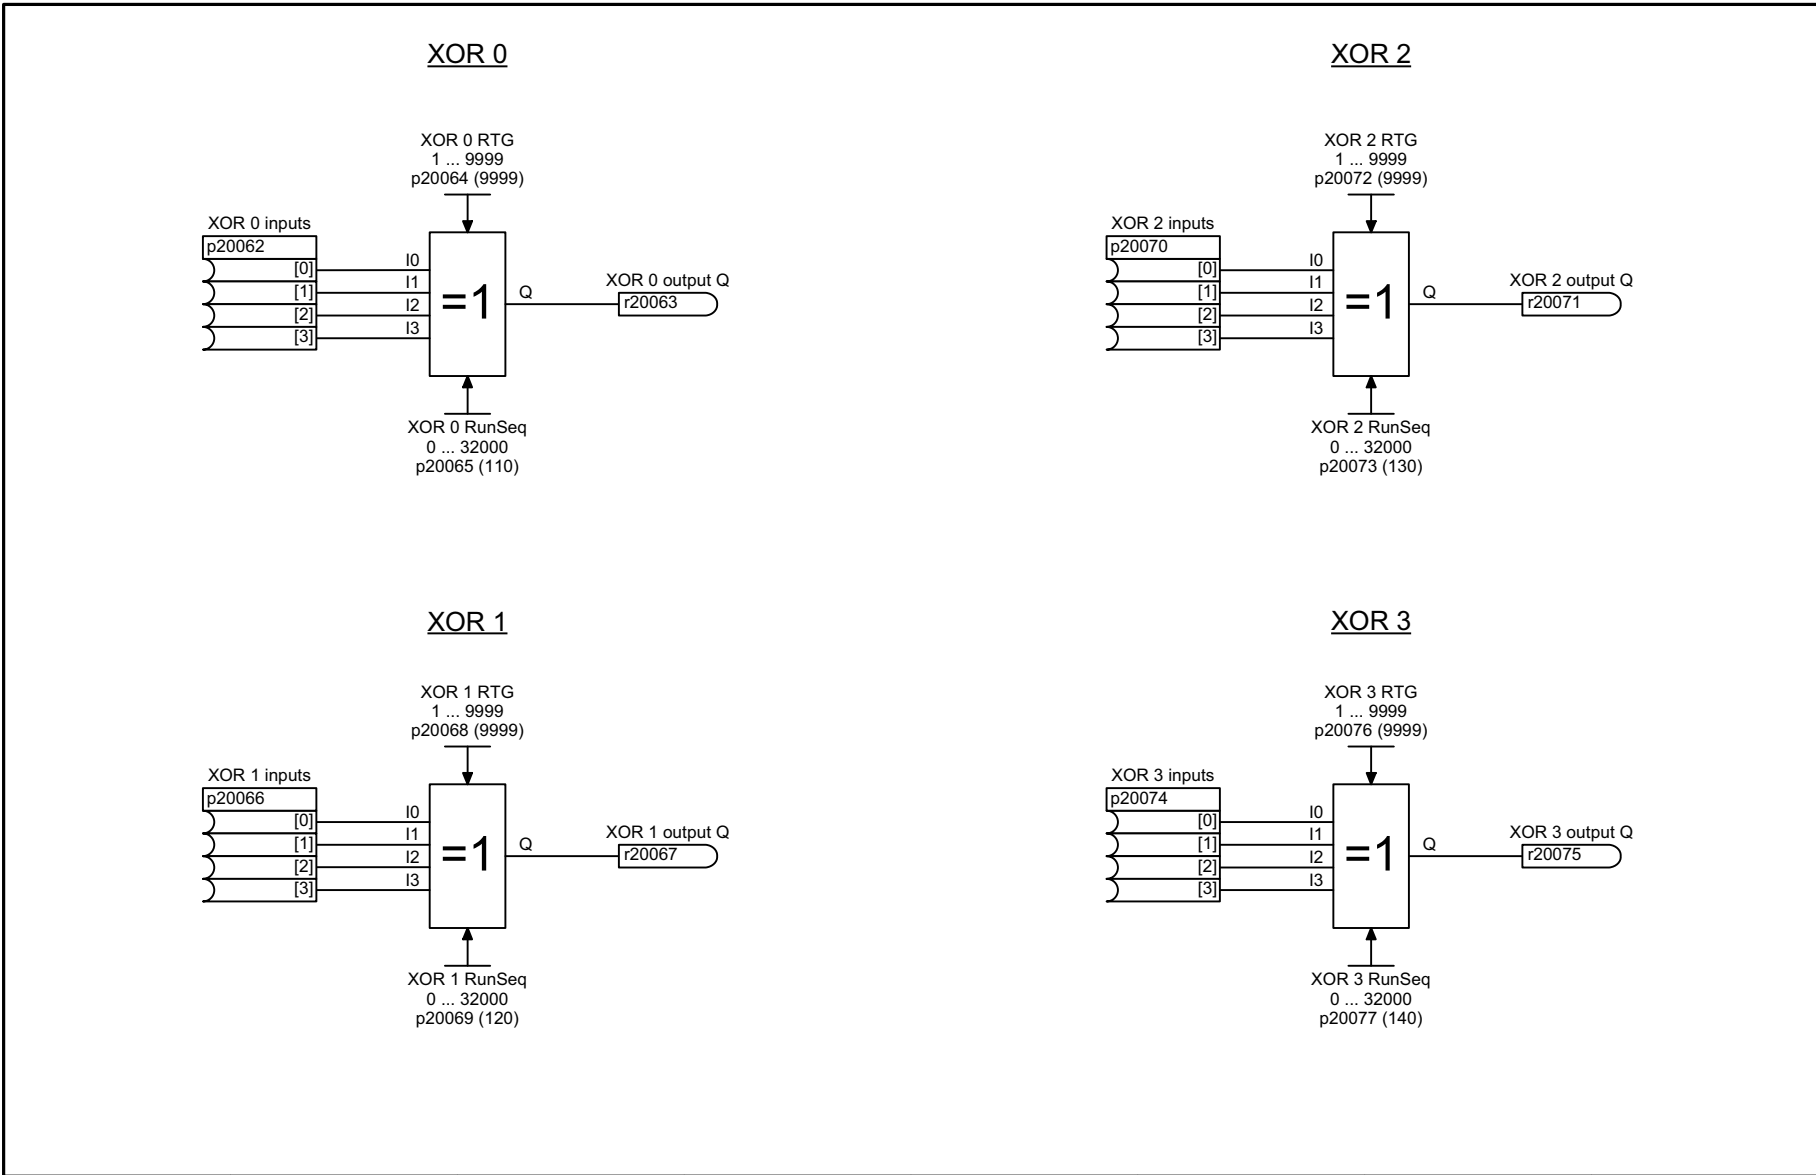 XOR 0
XOR 0 RTG
1 ... 9999
p20064 (9999)
XOR 0 inputs
p20062
[0]
[1]
[2]
[3]
I0
I1
I2
I3
=1
Q
XOR 0 output Q
r20063
XOR 0 RunSeq
0 ... 32000
p20065 (110)
XOR 2
XOR 2 RTG
1 ... 9999
p20072 (9999)
XOR 2 inputs
p20070
[0]
[1]
[2]
[3]
I0
I1
I2
I3
=1
Q
XOR 2 output Q
r20071
XOR 2 RunSeq
0 ... 32000
p20073 (130)
XOR 1
XOR 1 RTG
1 ... 9999
p20068 (9999)
XOR 1 inputs
p20066
[0]
[1]
[2]
[3]
I0
I1
I2
I3
=1
Q
XOR 1 output Q
r20067
XOR 1 RunSeq
0 ... 32000
p20069 (120)
XOR 3
XOR 3 RTG
1 ... 9999
p20076 (9999)
XOR 3 inputs
p20074
[0]
[1]
[2]
[3]
I0
I1
I2
I3
=1
Q
XOR 3 output Q
r20075
XOR 3 RunSeq
0 ... 32000
p20077 (140)